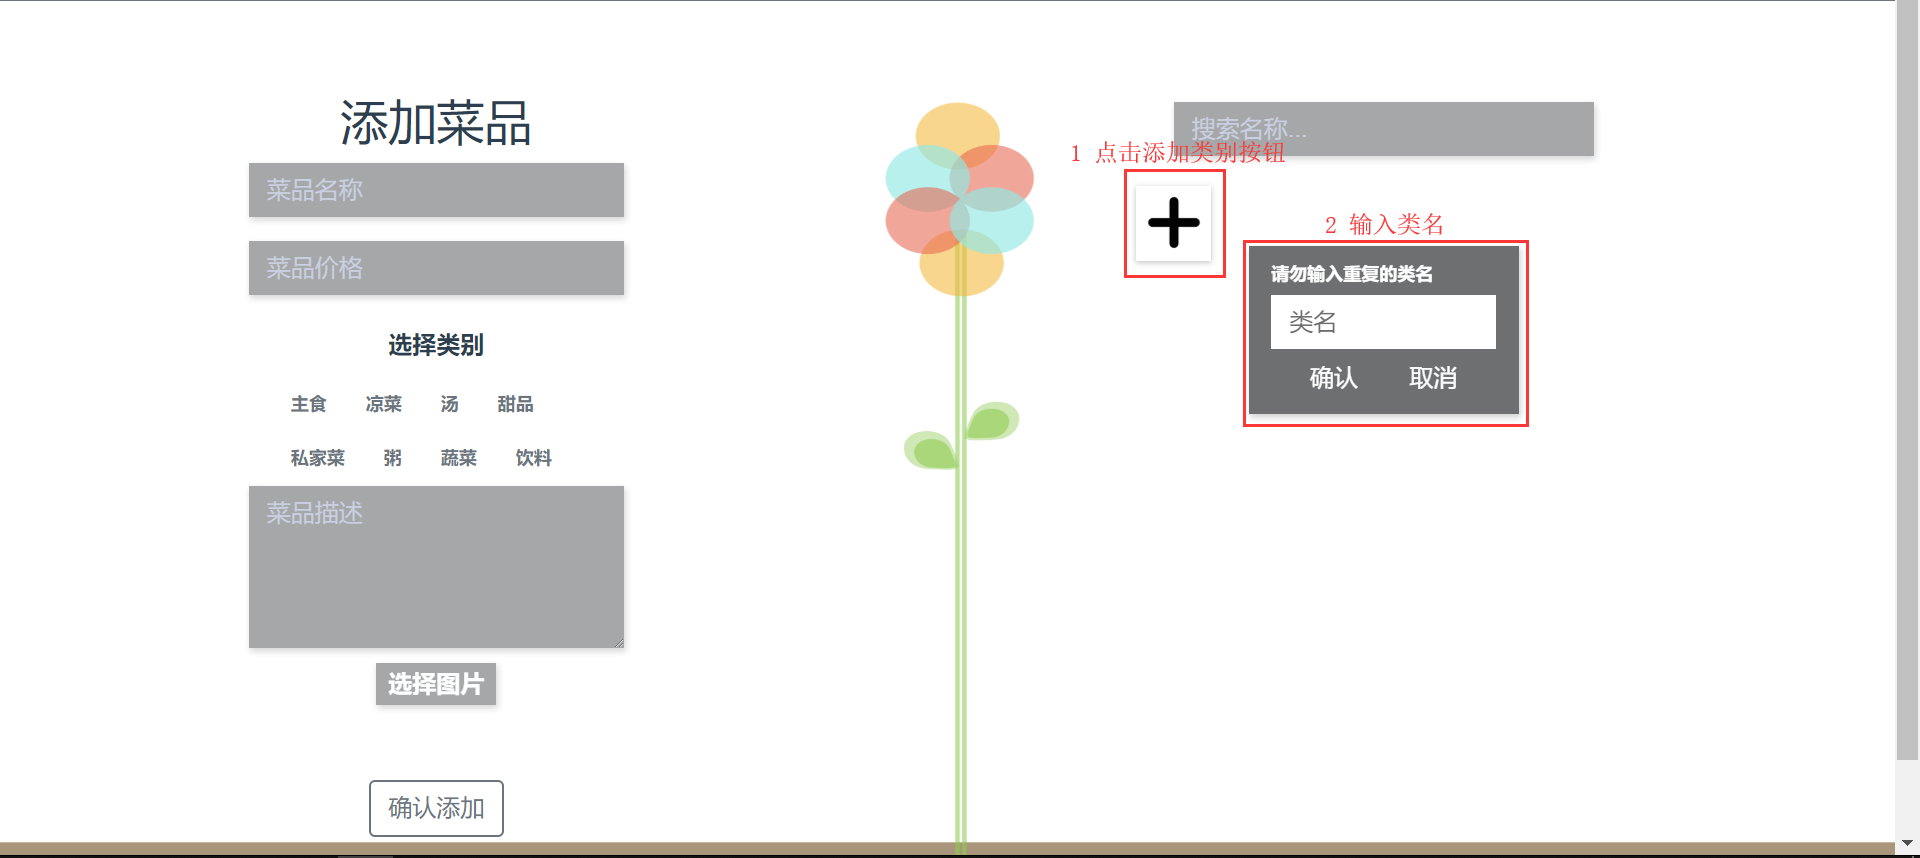 添加菜品
菜品名称
菜品价格
选择类别
主食 凉菜 汤 甜品
私家菜 粥 蔬菜 饮料
菜品描述
选择图片
确认添加
搜索名称...
1 点击添加类别按钮
2 输入类名
请勿输入重复的类名
类名
确认 取消